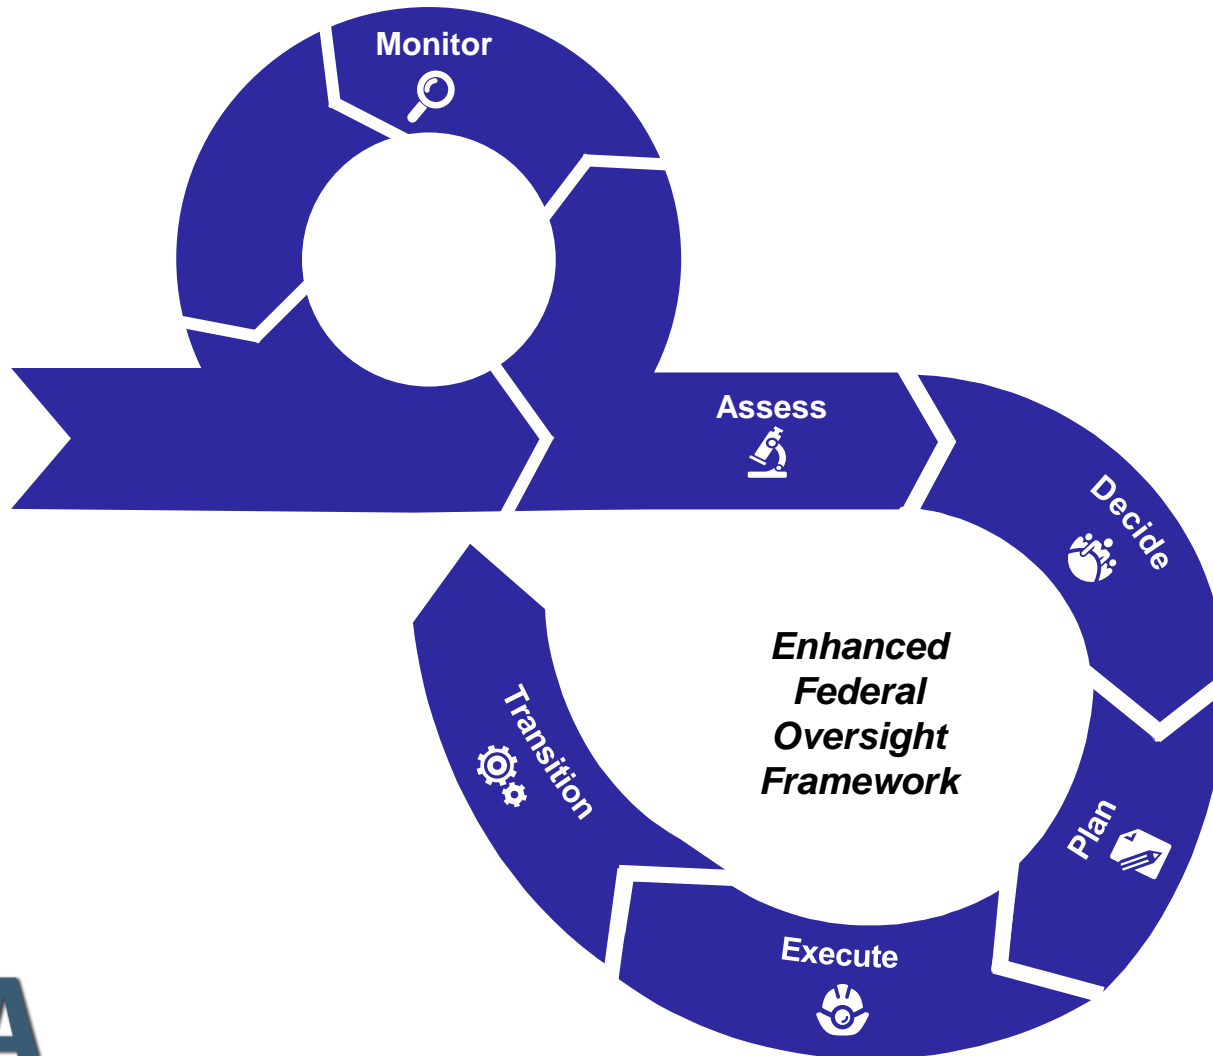 Monitor
Assess
Decide
Plan
Execute
Transition
Enhanced
Federal
Oversight
Framework
A